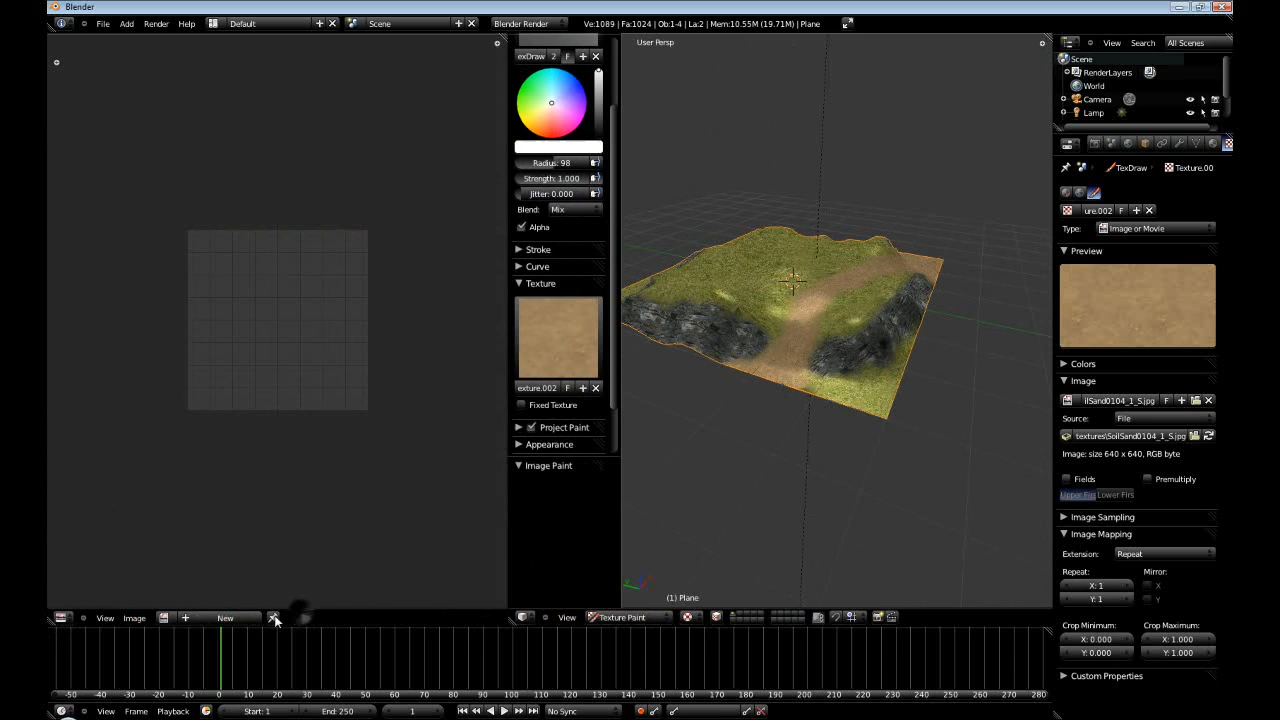 Blender
File Add Render Help Default Scene Blender Render Ve:1089 | Fa:1024 | Ob:1-4 | La:2 | Mem:10.55M (19.71M) | Plane
exDraw 2 F
Radius: 98
Strength: 1.000
Jitter: 0.000
Blend: Mix
Alpha
Stroke
Curve
Texture
exture.002 F
Fixed Texture
Project Paint
Appearance
Image Paint
User Persp
(1) Plane
View Search All Scenes
Scene
RenderLayers
World
Camera
Lamp
TexDraw Texture.00
ure.002 F
Type: Image or Movie
Preview
Colors
Image
ilSand0104_1_S.jpg F
Source: File
textures\SoilSand0104_1_S.jpg
Image: size 640 x 640, RGB byte
Fields Premultiply
Upper Firs Lower Firs
Image Sampling
Image Mapping
Extension: Repeat
Repeat: Mirror:
X: 1 X
Y: 1 Y
Crop Minimum: Crop Maximum:
X: 0.000 X: 1.000
Y: 0.000 Y: 1.000
Custom Properties
View Image New
View Texture Paint
-50 -40 -30 -20 -10 0 10 20 30 40 50 60 70 80 90 100 110 120 130 140 150 160 170 180 190 200 210 220 230 240 250 260 270 280
View Frame Playback Start: 1 End: 250 1 No Sync